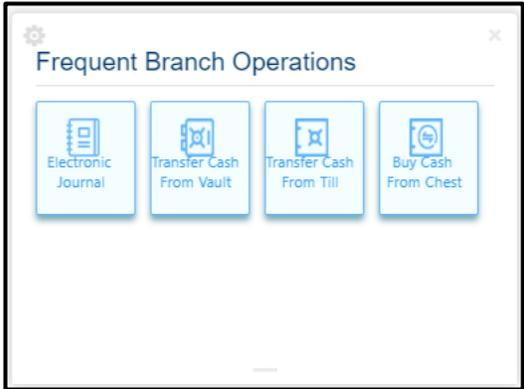 Frequent Branch Operations
Electronic
Journal
Transfer Cash
From Vault
Transfer Cash
From Till
Buy Cash
From Chest